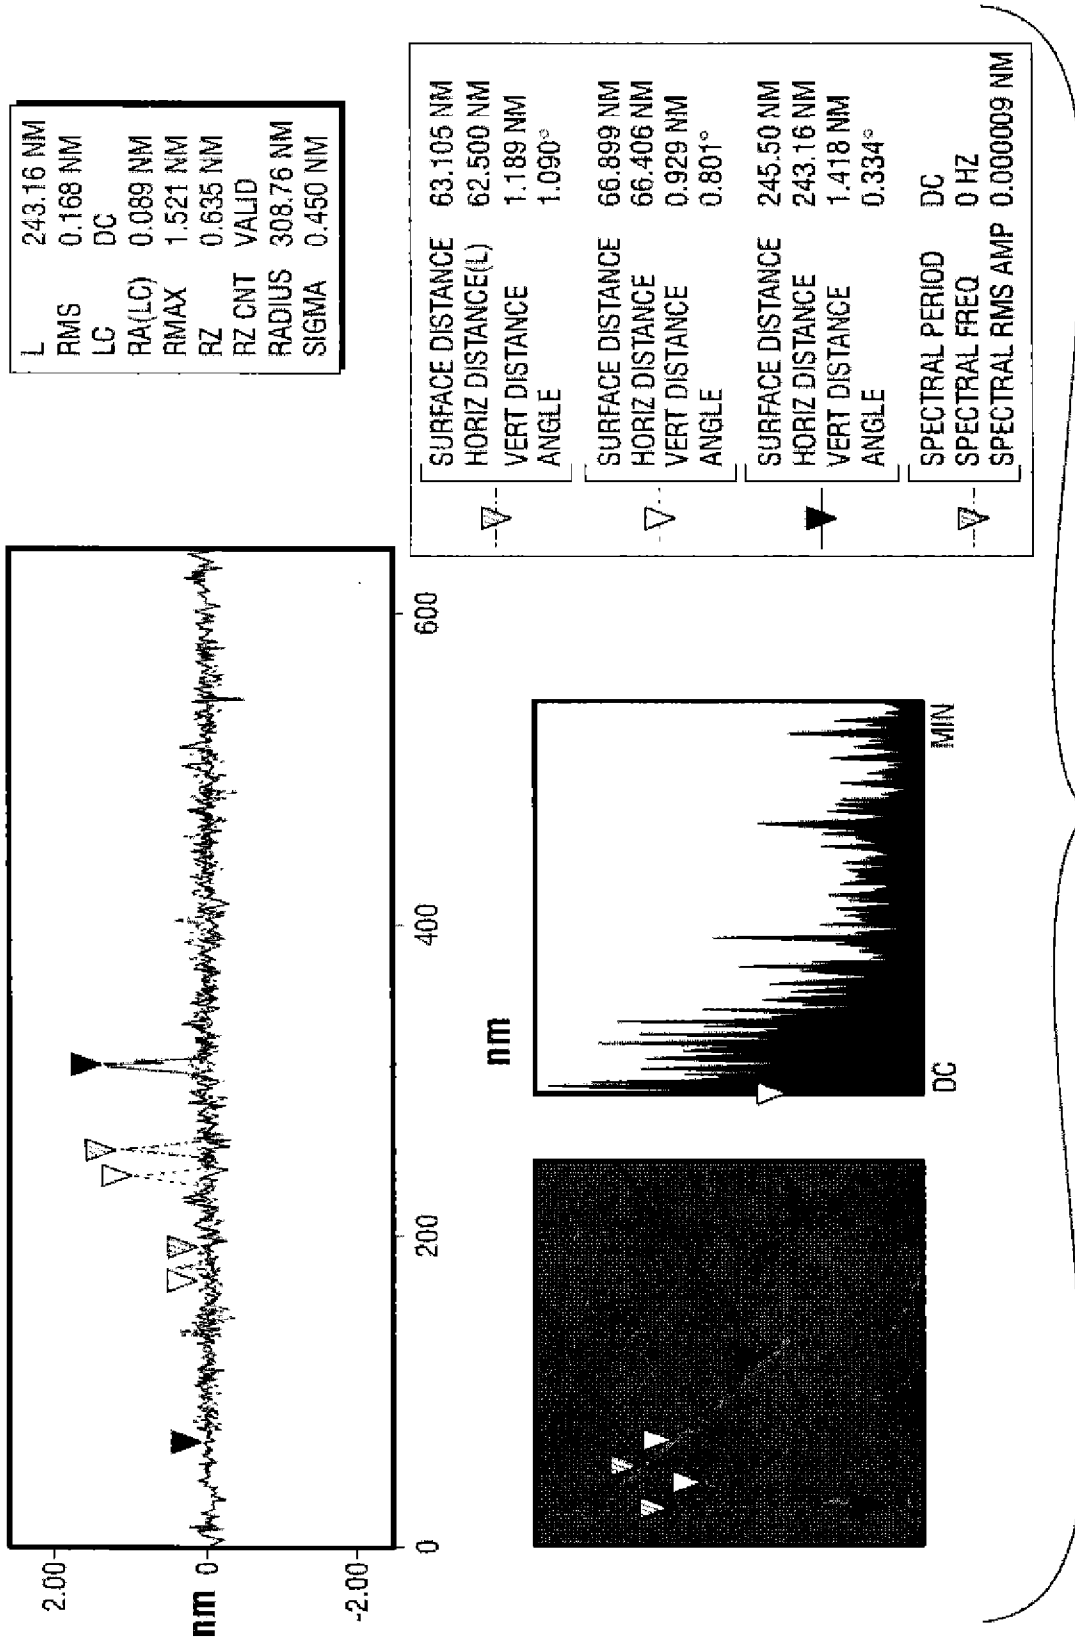 2.00
nm 0
-2.00
0
200
400
600
L 243.16 NM
RMS 0.168 NM
LC DC
RA(LC) 0.089 NM
RMAX 1.521 NM
RZ 0.635 NM
RZ CNT VALID
RADIUS 308.76 NM
SIGMA 0.450 NM
nm
DC
MIN
SURFACE DISTANCE 63.105 NM
HORIZ DISTANCE(L) 62.500 NM
VERT DISTANCE 1.189 NM
ANGLE 1.090°
SURFACE DISTANCE 66.899 NM
HORIZ DISTANCE 66.406 NM
VERT DISTANCE 0.929 NM
ANGLE 0.801°
SURFACE DISTANCE 245.50 NM
HORIZ DISTANCE 243.16 NM
VERT DISTANCE 1.418 NM
ANGLE 0.334°
SPECTRAL PERIOD DC
SPECTRAL FREQ 0 HZ
SPECTRAL RMS AMP 0.000009 NM